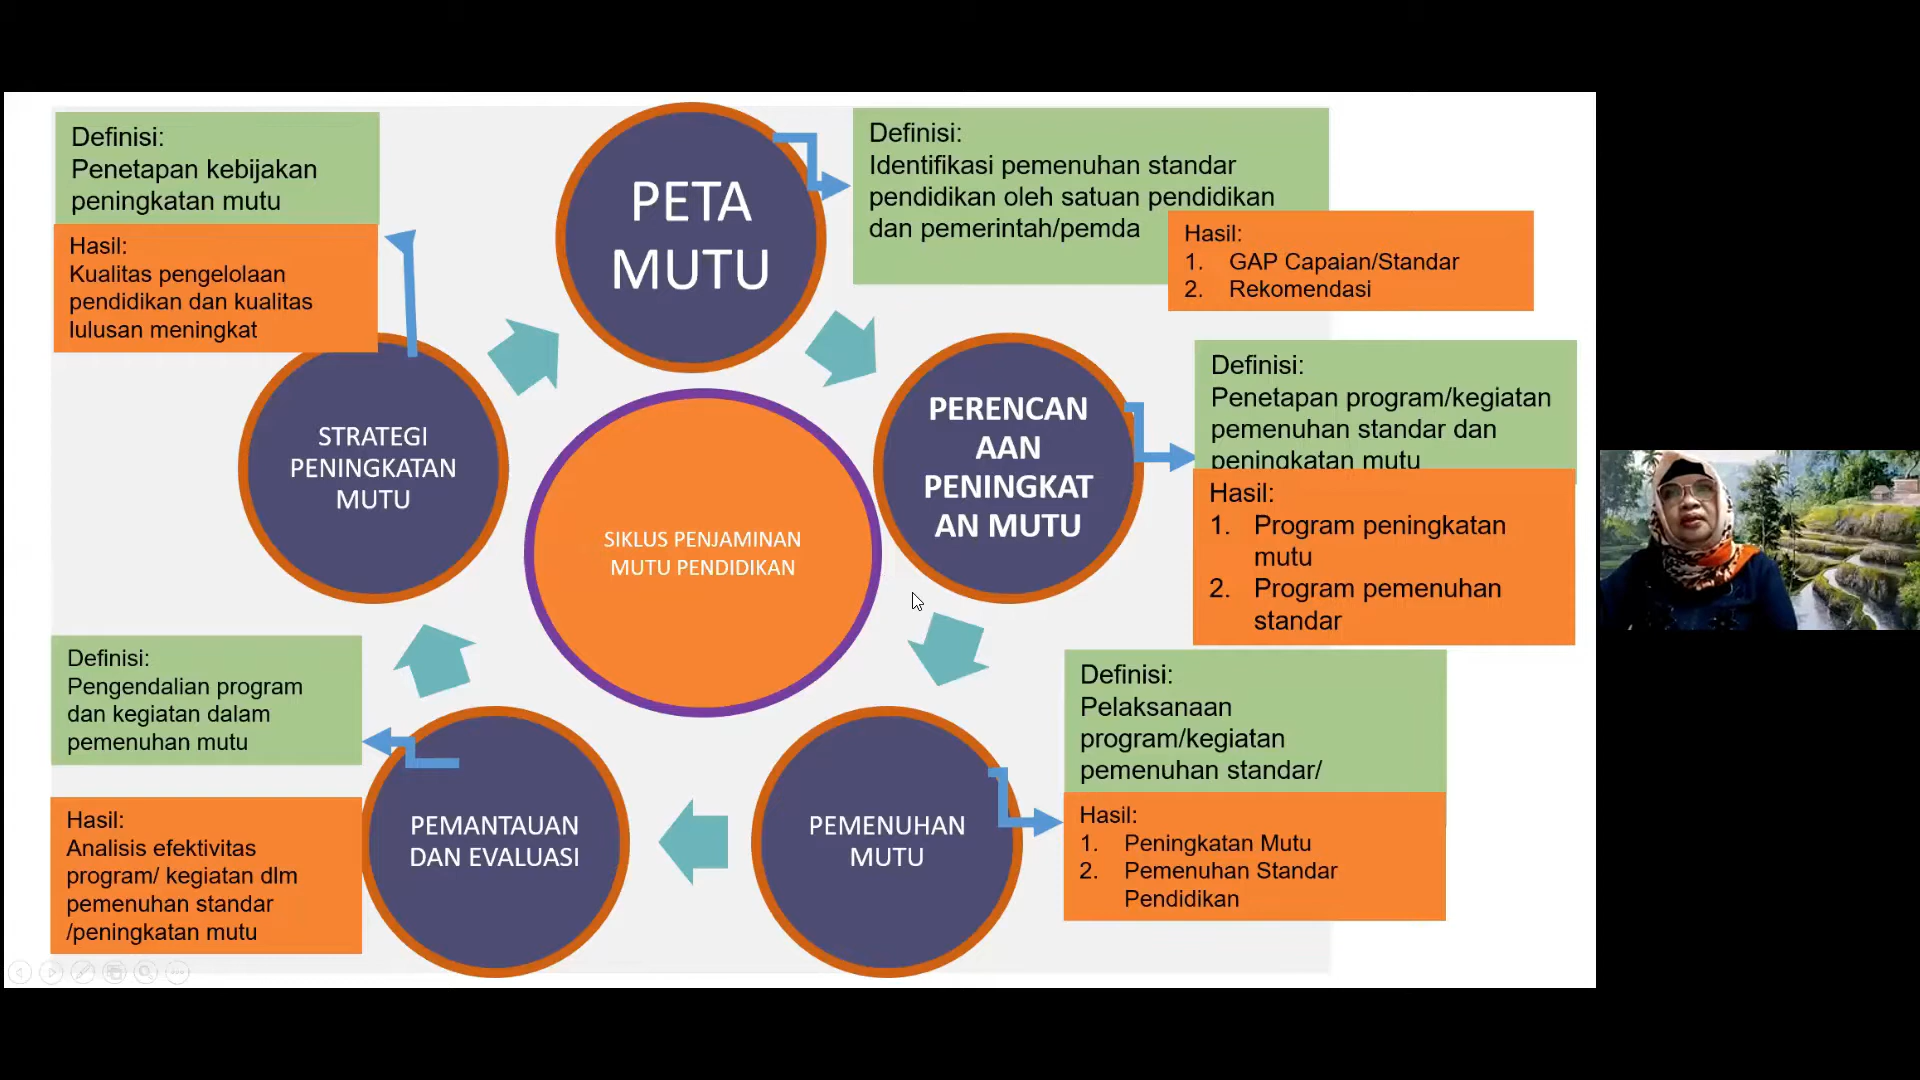 Definisi:
Penetapan kebijakan
peningkatan mutu
Hasil:
Kualitas pengelolaan
pendidikan dan kualitas
lulusan meningkat
PETA
MUTU
Definisi:
Identifikasi pemenuhan standar
pendidikan oleh satuan pendidikan
dan pemerintah/pemda
Hasil:
1. GAP Capaian/Standar
2. Rekomendasi
STRATEGI
PENINGKATAN
MUTU
SIKLUS PENJAMINAN
MUTU PENDIDIKAN
PERENCAN
AAN
PENINGKAT
AN MUTU
Definisi:
Penetapan program/kegiatan
pemenuhan standar dan
peningkatan mutu
Hasil:
1. Program peningkatan
mutu
2. Program pemenuhan
standar
Definisi:
Pengendalian program
dan kegiatan dalam
pemenuhan mutu
Hasil:
Analisis efektivitas
program/ kegiatan dlm
pemenuhan standar
/peningkatan mutu
PEMANTAUAN
DAN EVALUASI
PEMENUHAN
MUTU
Definisi:
Pelaksanaan
program/kegiatan
pemenuhan standar/
Hasil:
1. Peningkatan Mutu
2. Pemenuhan Standar
Pendidikan